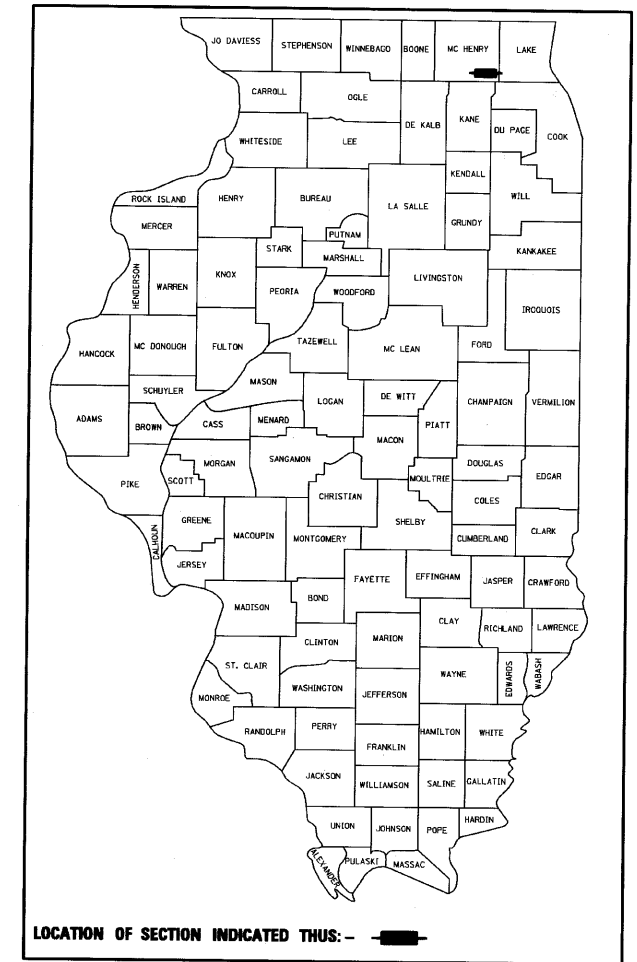 JO DAVIESS
STEPHENSON
WINNEBAGO
BOONE
MC HENRY
LAKE
CARROLL
OGLE
DE KALB
KANE
DU PAGE
COOK
WHITESIDE
LEE
KENDALL
WILL
ROCK ISLAND
HENRY
BUREAU
LA SALLE
GRUNDY
MERCER
PUTNAM
STARK
MARSHALL
KANKAKEE
HENDERSON
WARREN
KNOX
PEORIA
WOODFORD
LIVINGSTON
IROQUOIS
HANCOCK
MC DONOUGH
FULTON
TAZEWELL
MC LEAN
FORD
MASON
SCHUYLER
LOGAN
DE WITT
CHAMPAIGN
VERMILION
ADAMS
BROWN
CASS
MENARD
MACON
PIATT
PIKE
SCOTT
MORGAN
SANGAMON
CHRISTIAN
MOULTRIE
DOUGLAS
EDGAR
COLES
CALHOUN
GREENE
MACOUPIN
MONTGOMERY
SHELBY
CUMBERLAND
CLARK
JERSEY
FAYETTE
EFFINGHAM
JASPER
CRAWFORD
MADISON
BOND
CLINTON
MARION
CLAY
RICHLAND
LAWRENCE
ST. CLAIR
WASHINGTON
WAYNE
EDWARDS
WABASH
MONROE
JEFFERSON
RANDOLPH
PERRY
HAMILTON
WHITE
FRANKLIN
JACKSON
WILLIAMSON
SALINE
GALLATIN
UNION
JOHNSON
POPE
HARDIN
ALEXANDER
PULASKI
MASSAC
LOCATION OF SECTION INDICATED THUS: -